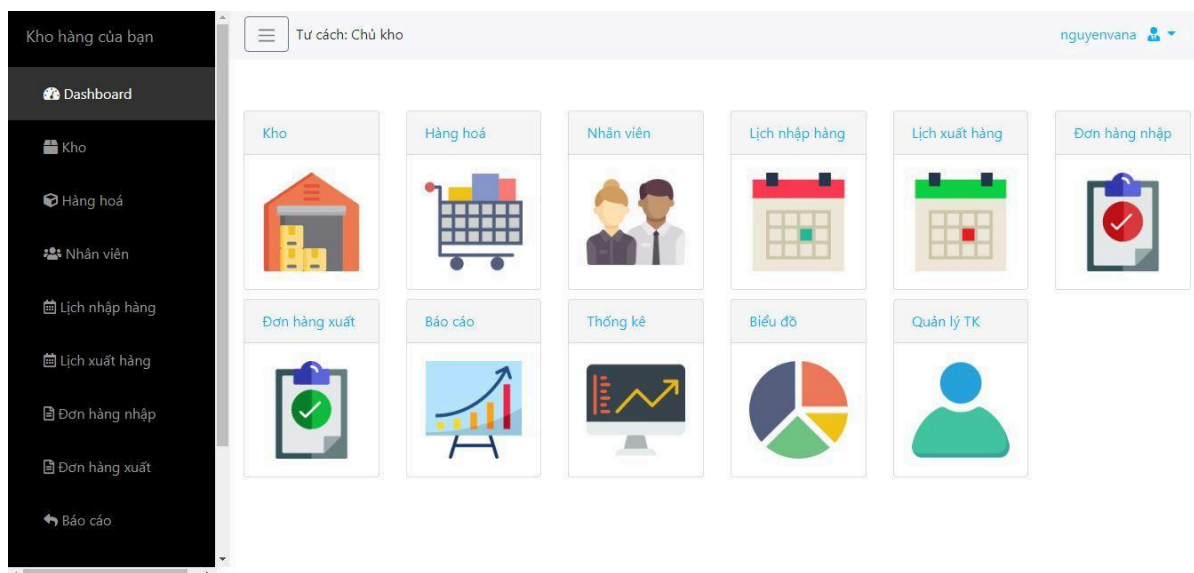 Kho hàng của bạn
Dashboard
Kho
Hàng hoá
Nhân viên
Lịch nhập hàng
Lịch xuất hàng
Đơn hàng nhập
Đơn hàng xuất
Báo cáo
Tư cách: Chủ kho
nguyenvana
Kho
Hàng hoá
Nhân viên
Lịch nhập hàng
Lịch xuất hàng
Đơn hàng nhập
Đơn hàng xuất
Báo cáo
Thống kê
Biểu đồ
Quản lý TK